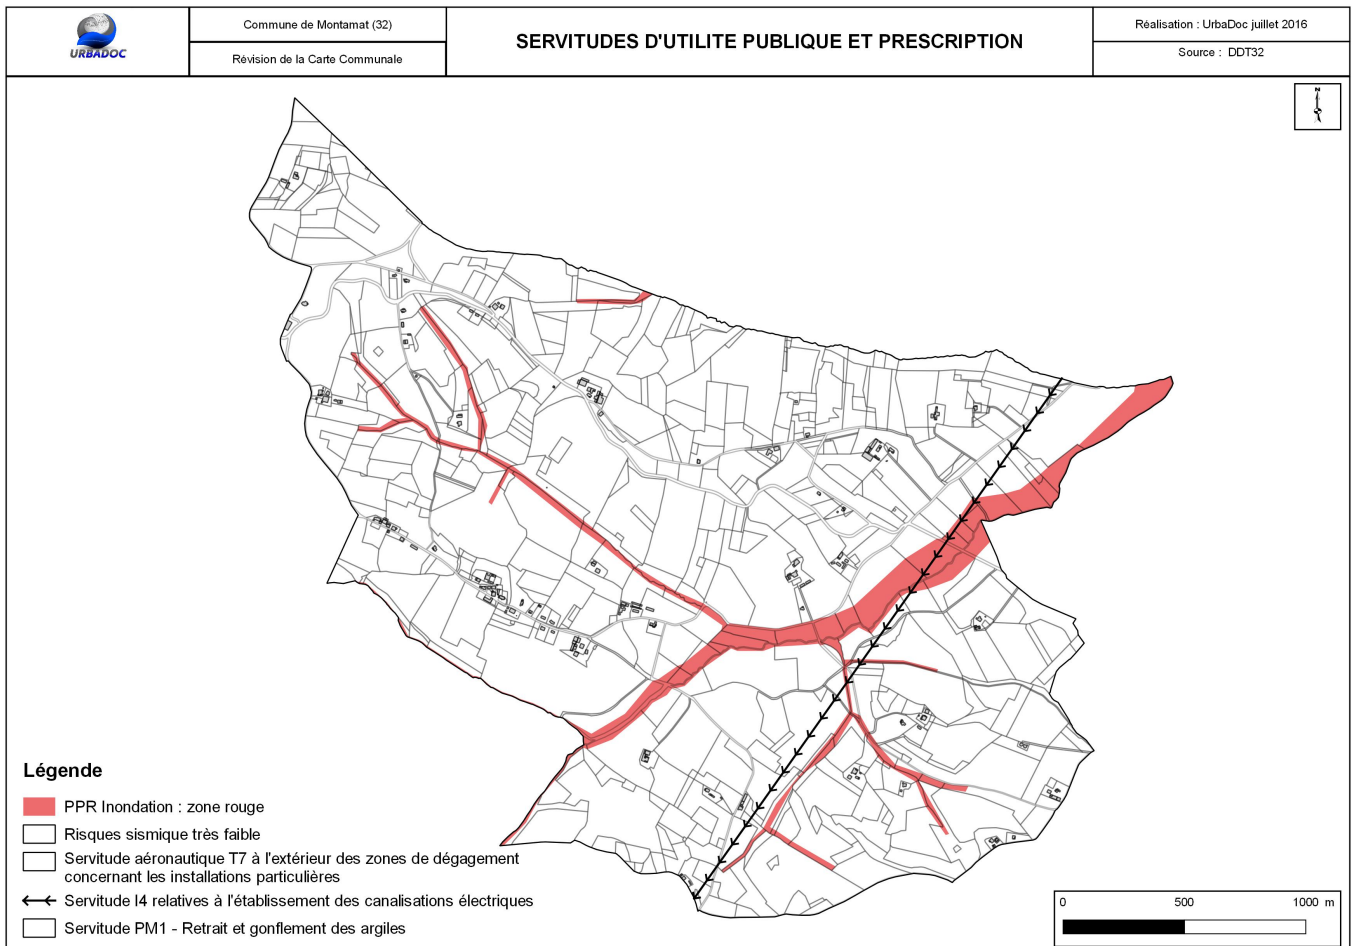 URBADOC
Commune de Montamat (32)
Révision de la Carte Communale
SERVITUDES D'UTILITE PUBLIQUE ET PRESCRIPTION
Réalisation : UrbaDoc juillet 2016
Source : DDT32
N
Légende
PPR Inondation : zone rouge
Risques sismique très faible
Servitude aéronautique T7 à l'extérieur des zones de dégagement
concernant les installations particulières
Servitude I4 relatives à l'établissement des canalisations électriques
Servitude PM1 - Retrait et gonflement des argiles
0 500 1000 m